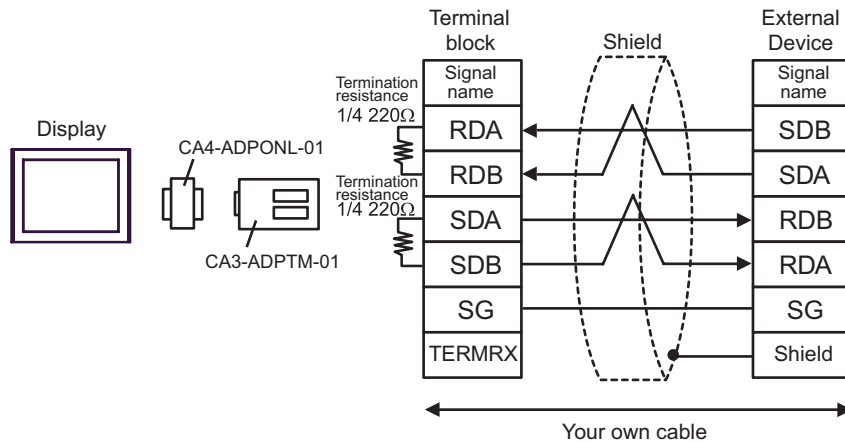 Terminal
block
Shield
External
Device
Signal
name
Signal
name
Termination
resistance
1/4 220Ω
RDA
SDB
Display
CA4-ADPONL-01
RDB
SDA
Termination
resistance
1/4 220Ω
SDA
RDB
CA3-ADPTM-01
SDB
RDA
SG
SG
TERMRX
Shield
Your own cable